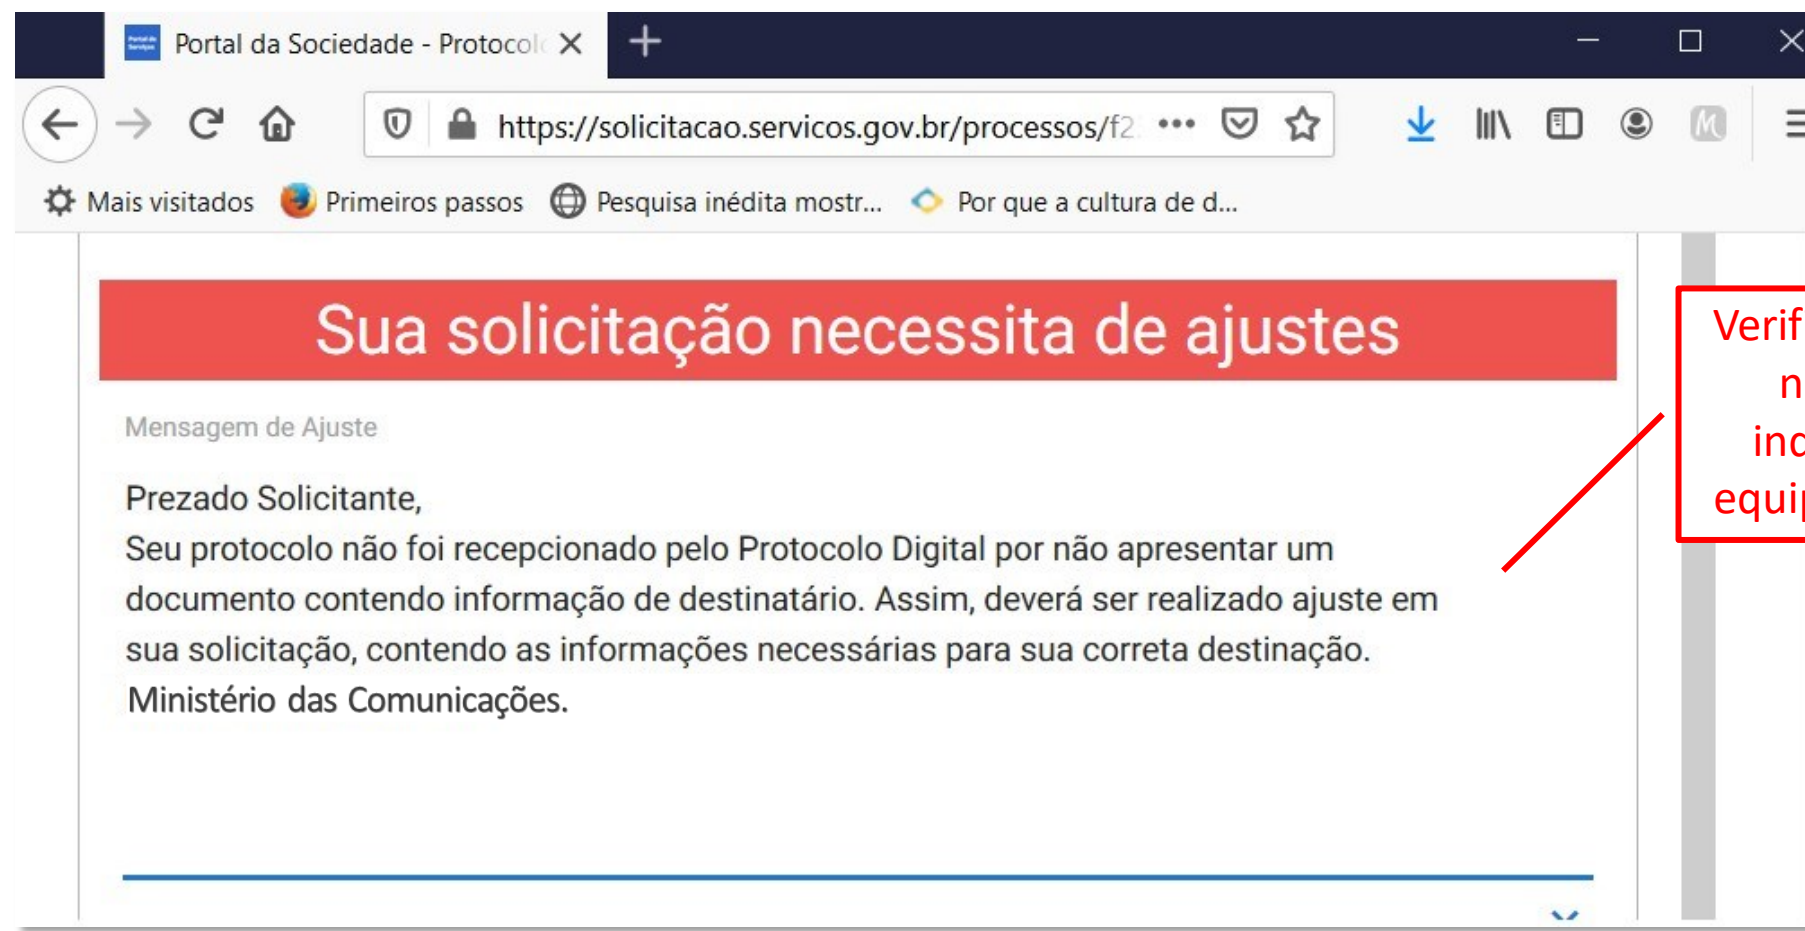 Portal da Sociedade - Protocol
https://solicitacao.servicos.gov.br/processos/f2
Mais visitados Primeiros passos Pesquisa inédita mostr... Por que a cultura de d...
Sua solicitação necessita de ajustes
Mensagem de Ajuste
Prezado Solicitante,
Seu protocolo não foi recepcionado pelo Protocolo Digital por não apresentar um
documento contendo informação de destinatário. Assim, deverá ser realizado ajuste em
sua solicitação, contendo as informações necessárias para sua correta destinação.
Ministério das Comunicações.
Verif
n
in
equi